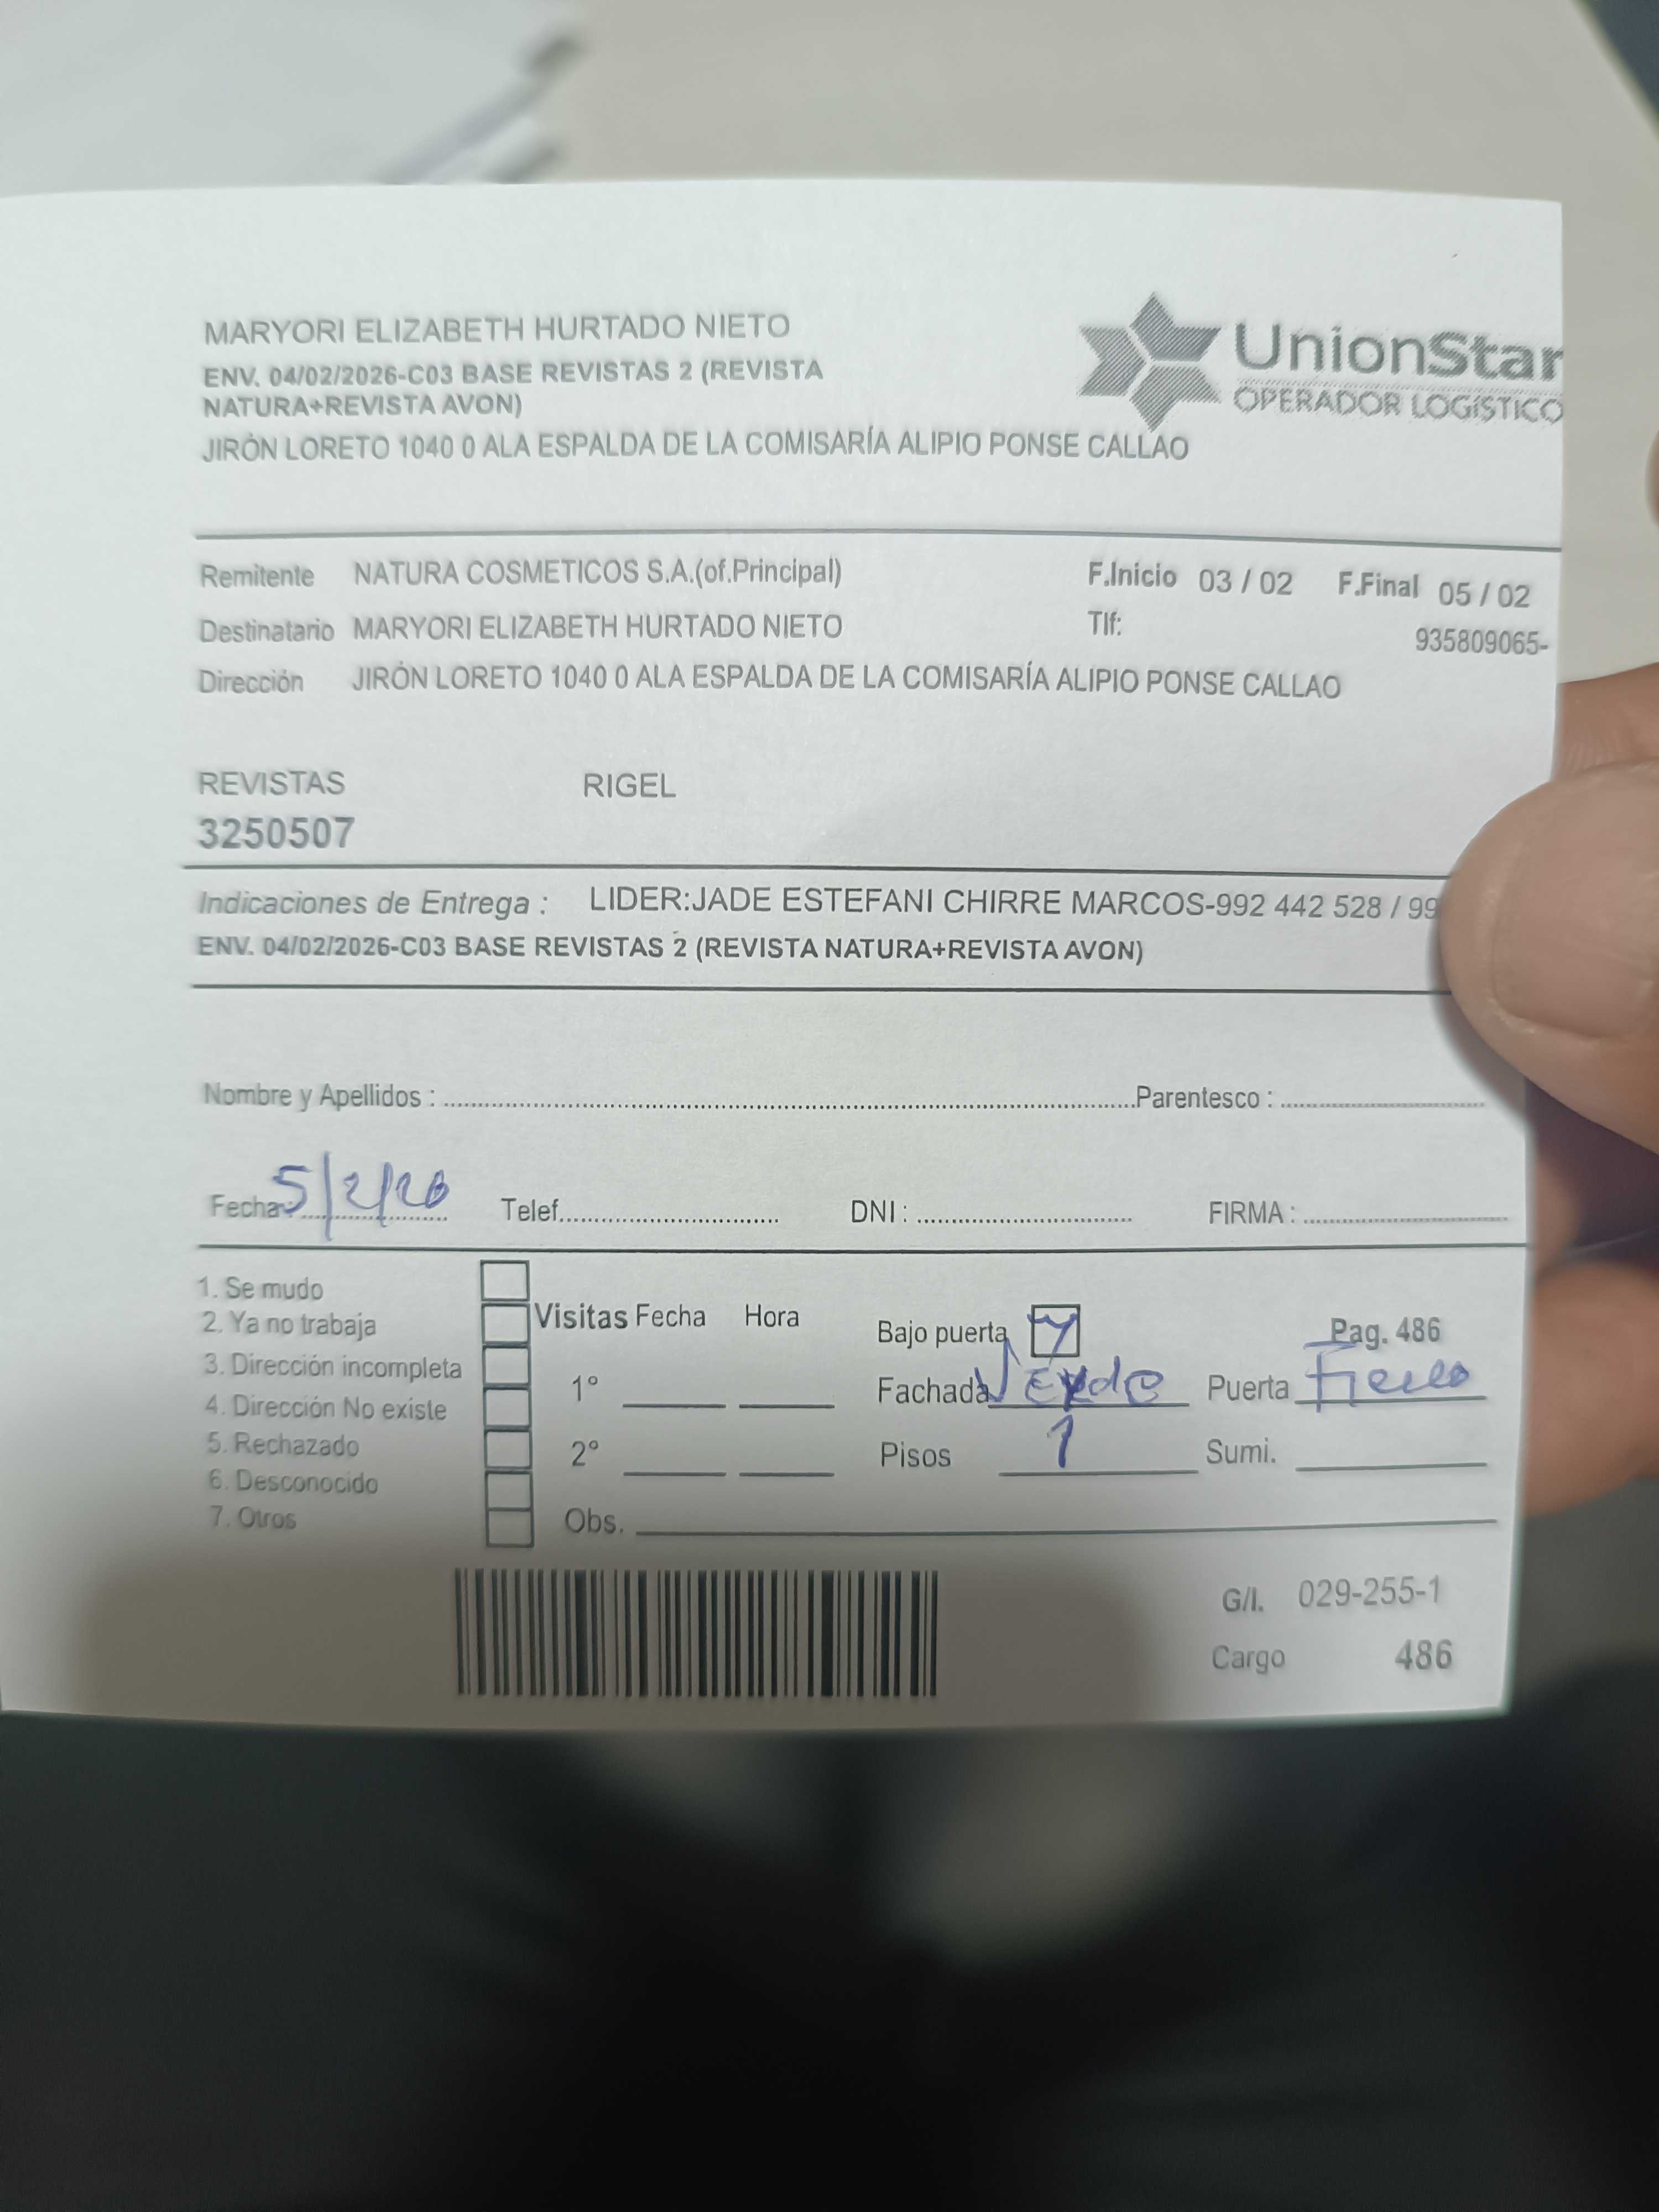 MARYORI ELIZABETH HURTADO NIETO
ENV. 04/02/2026-C03 BASE REVISTAS 2 (REVISTA
NATURA+REVISTA AVON)
JIRÓN LORETO 1040 0 ALA ESPALDA DE LA COMISARÍA ALIPIO PONSE CALLAO
UnionStar
OPERADOR LOGÍSTICO
Remitente NATURA COSMETICOS S.A.(of.Principal) F.Inicio 03 / 02 F.Final 05 / 02
Destinatario MARYORI ELIZABETH HURTADO NIETO Tlf: 935809065-
Dirección JIRÓN LORETO 1040 0 ALA ESPALDA DE LA COMISARÍA ALIPIO PONSE CALLAO
REVISTAS RIGEL
3250507
Indicaciones de Entrega : LIDER:JADE ESTEFANI CHIRRE MARCOS-992 442 528 / 99
ENV. 04/02/2026-C03 BASE REVISTAS 2 (REVISTA NATURA+REVISTA AVON)
Nombre y Apellidos : Parentesco :
Fecha : 5/2/26 Telef. DNI : FIRMA :
1. Se mudo
2. Ya no trabaja
3. Dirección incompleta
4. Dirección No existe
5. Rechazado
6. Desconocido
7. Otros
Visitas Fecha Hora
1°
2°
Obs.
Bajo puerta Pag. 486
Fachada Verde Puerta Fierro
Pisos 1 Sumi.
G/I. 029-255-1
Cargo 486